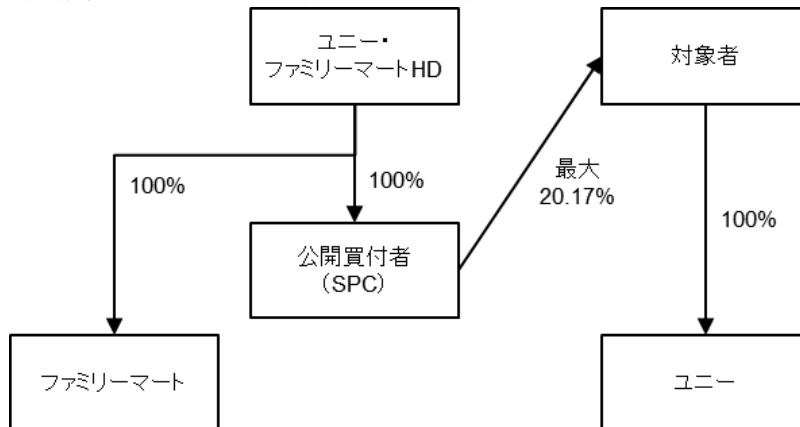 ユニー・
ファミリーマートHD
対象者
100%
100%
最大
20.17%
100%
公開買付者
（SPC）
ファミリーマート
ユニー